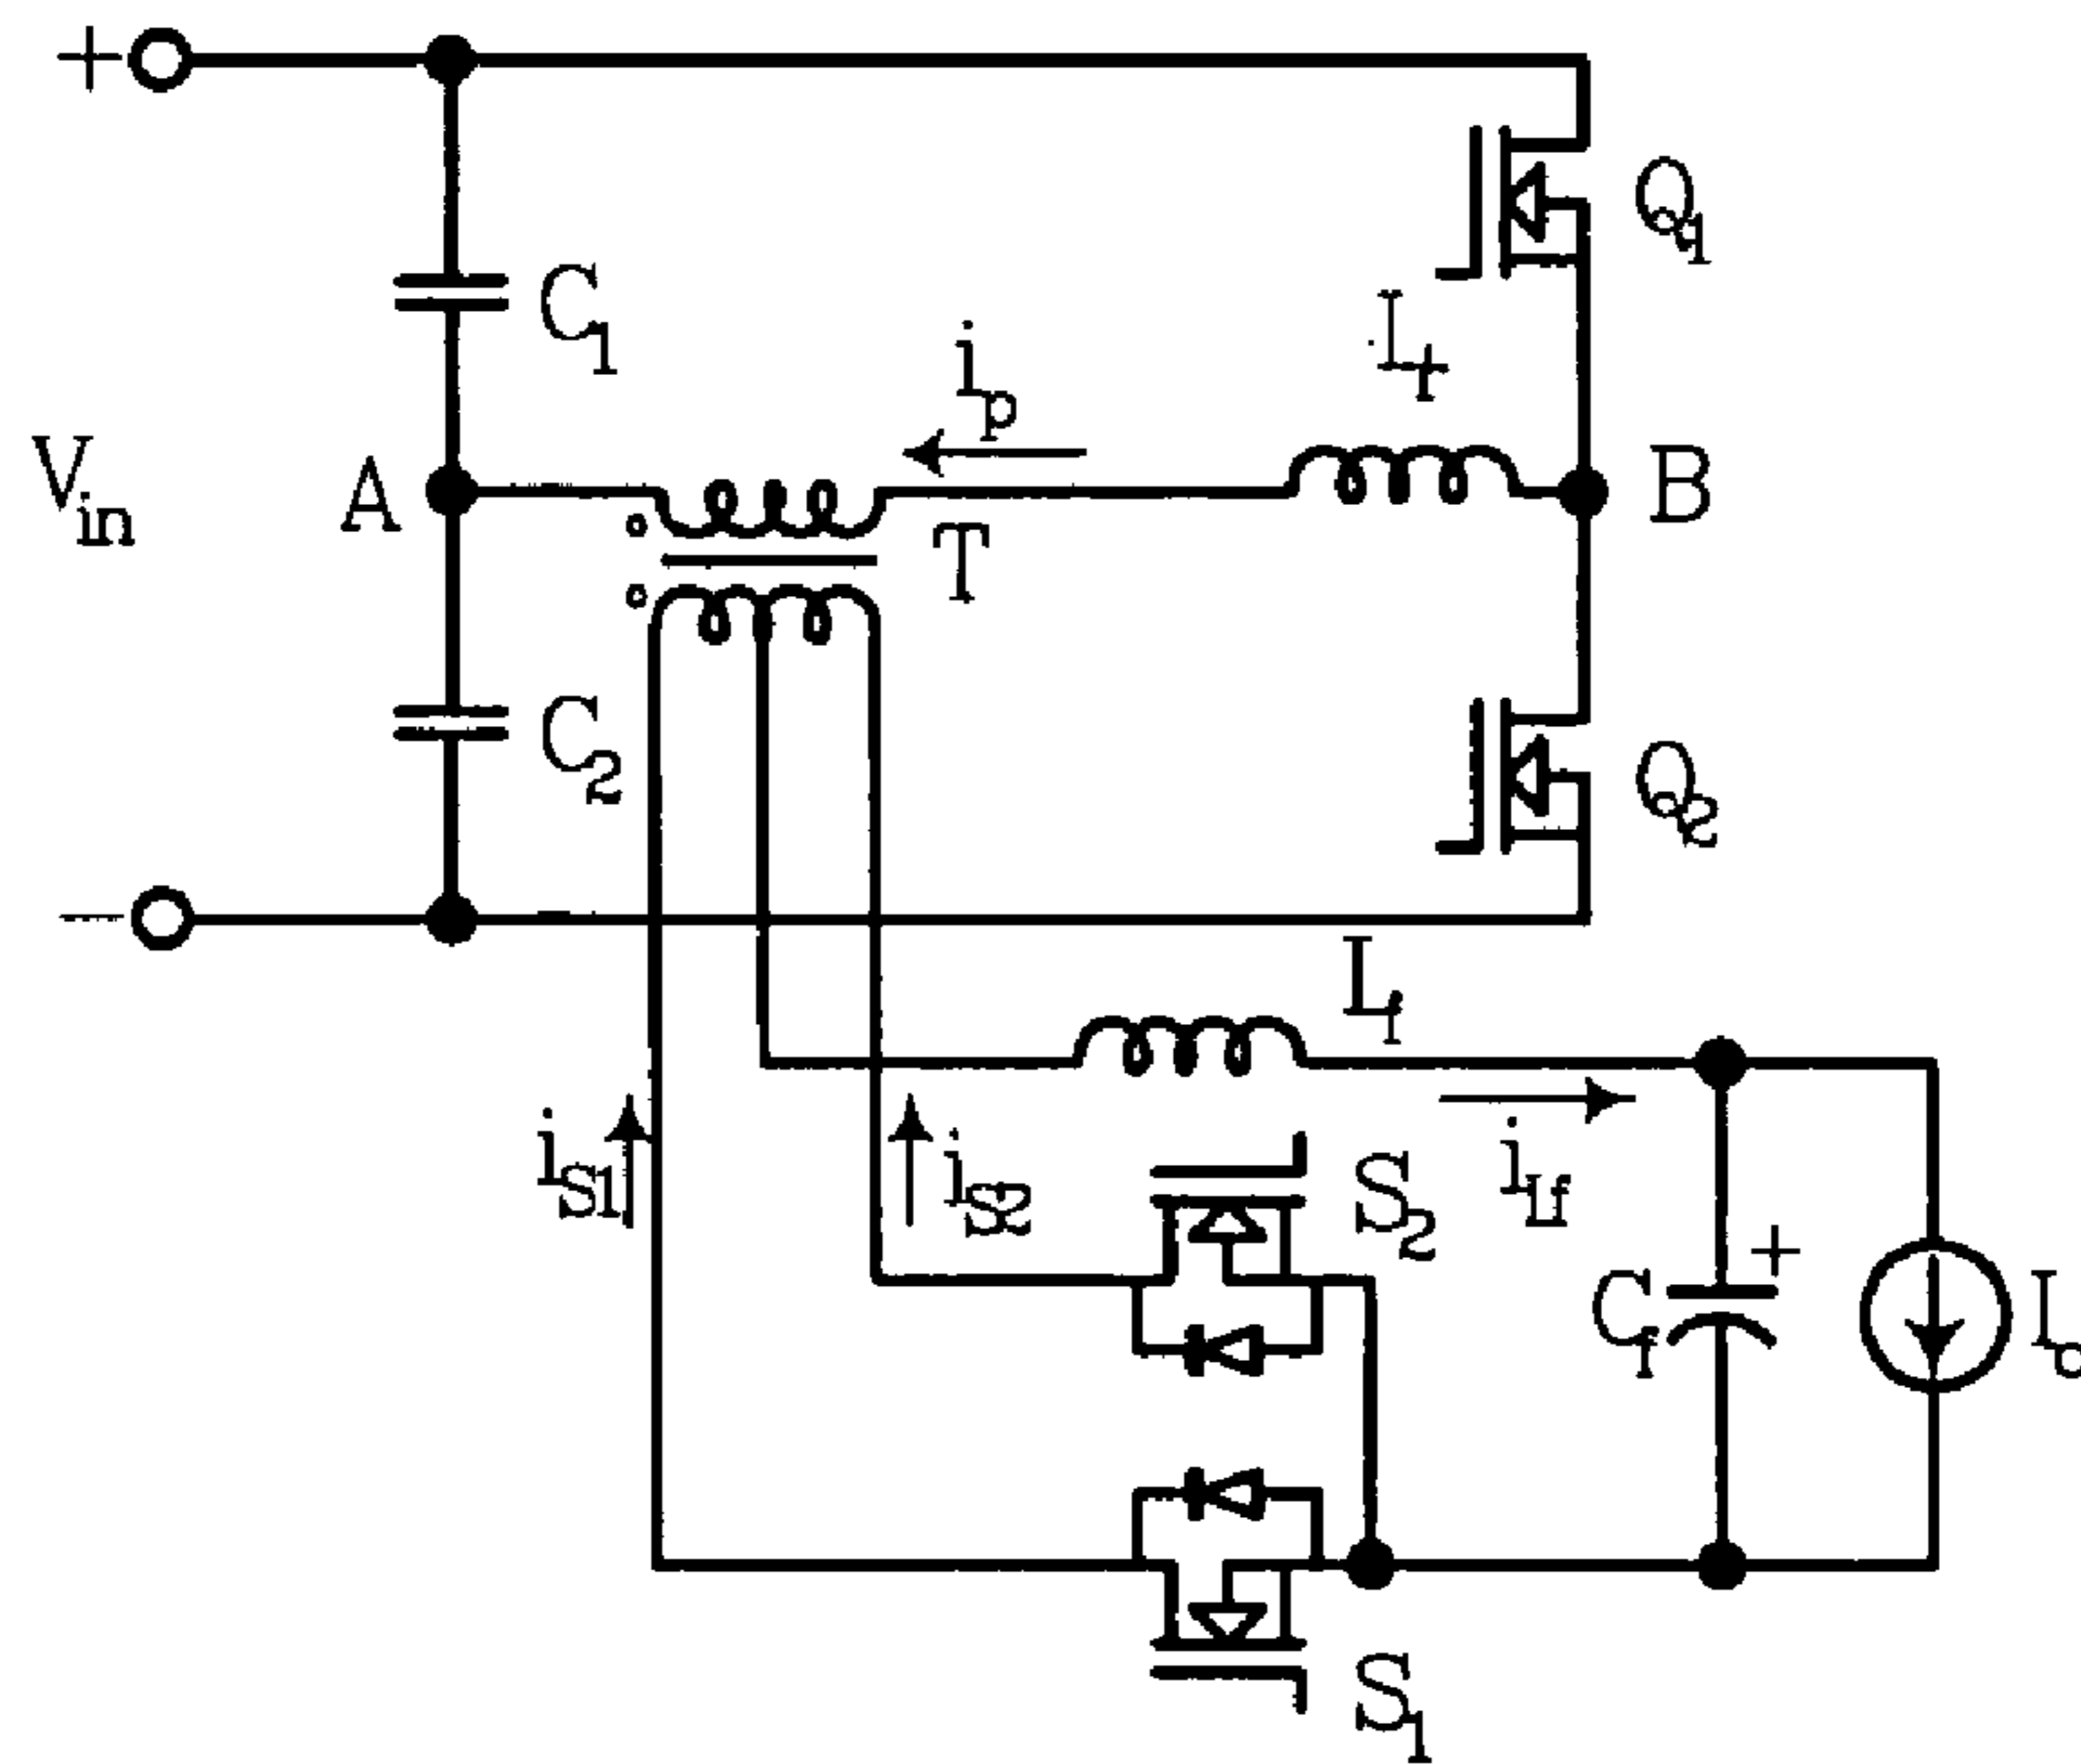 +
Q1
C1
Lr
ip
Vin
A
B
T
C2
Q2
−
Lf
iS1
iS2
S2
iLf
+
Cf
Io
S1